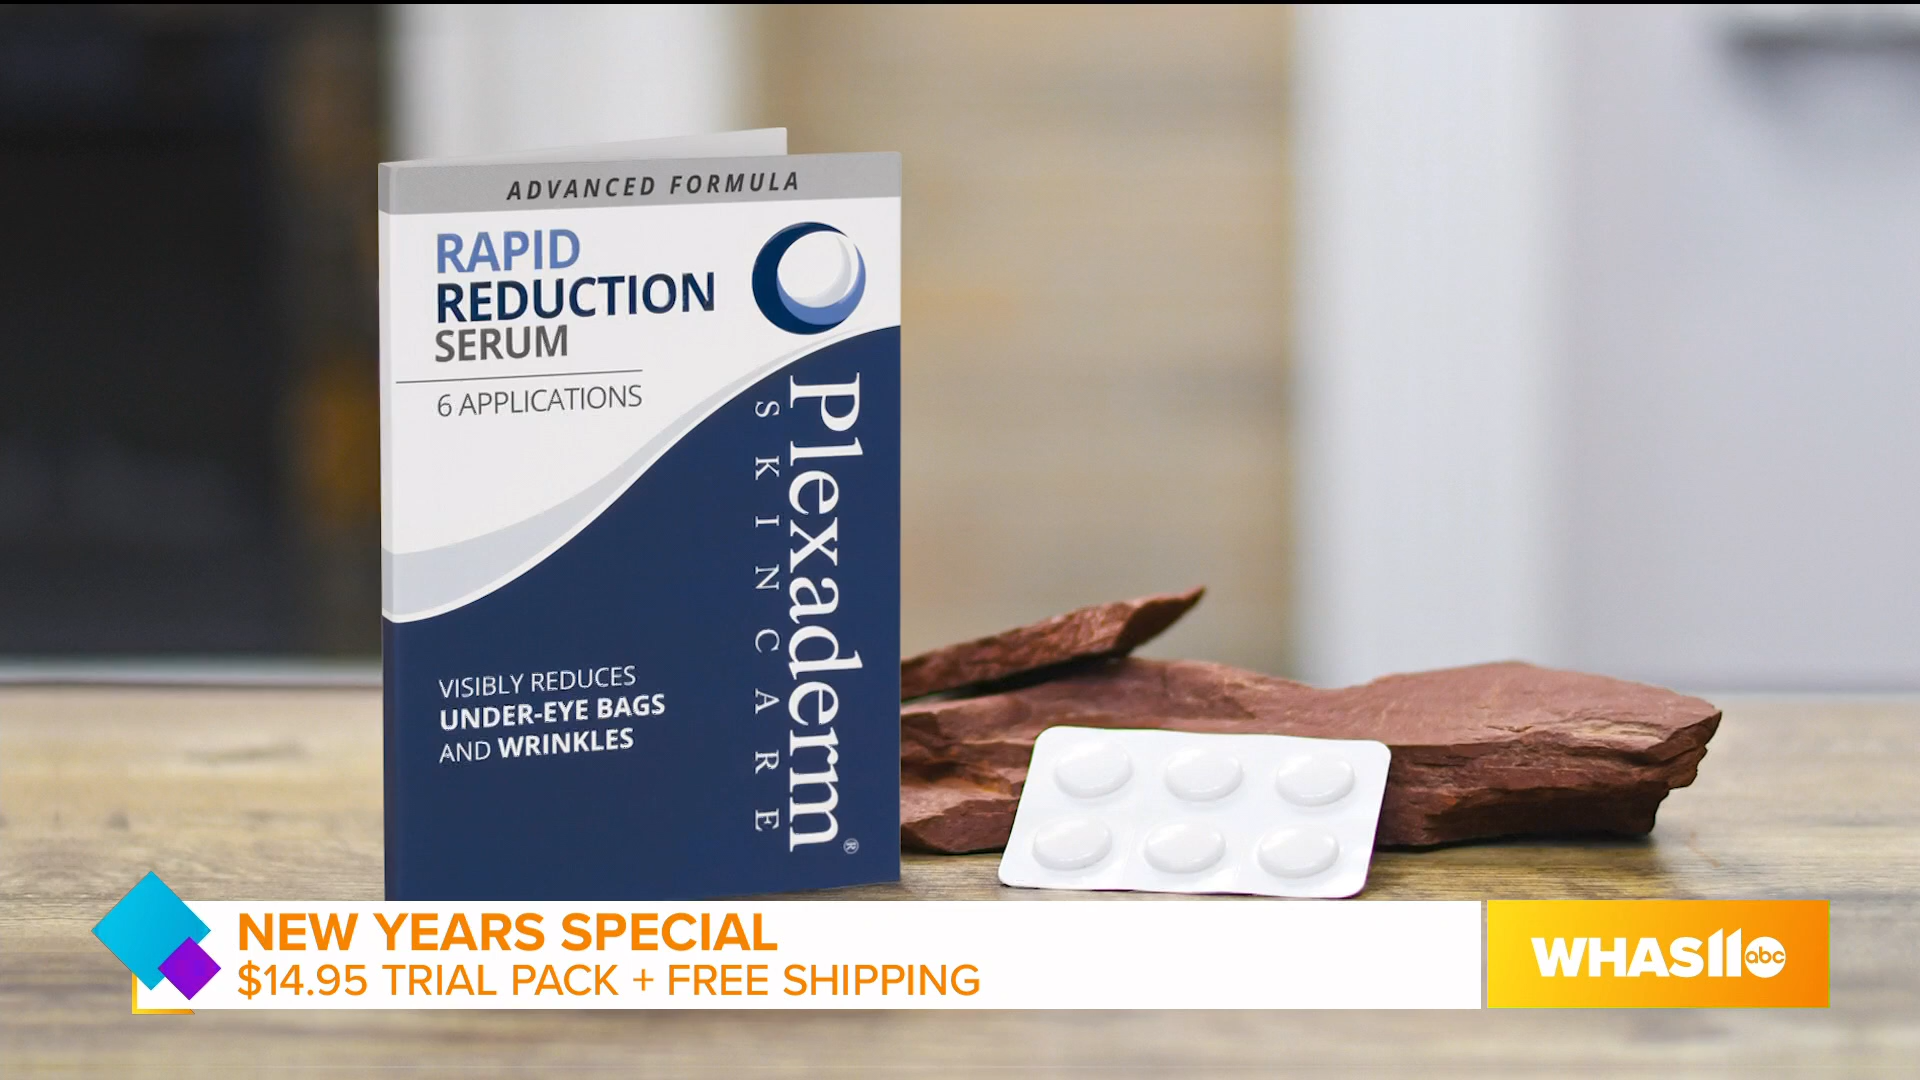 ADVANCED FORMULA
RAPID
REDUCTION
SERUM
6 APPLICATIONS
Plexaderm®
SKINCARE
VISIBLY REDUCES
UNDER-EYE BAGS
AND WRINKLES
NEW YEARS SPECIAL
$14.95 TRIAL PACK + FREE SHIPPING
WHAS11 abc